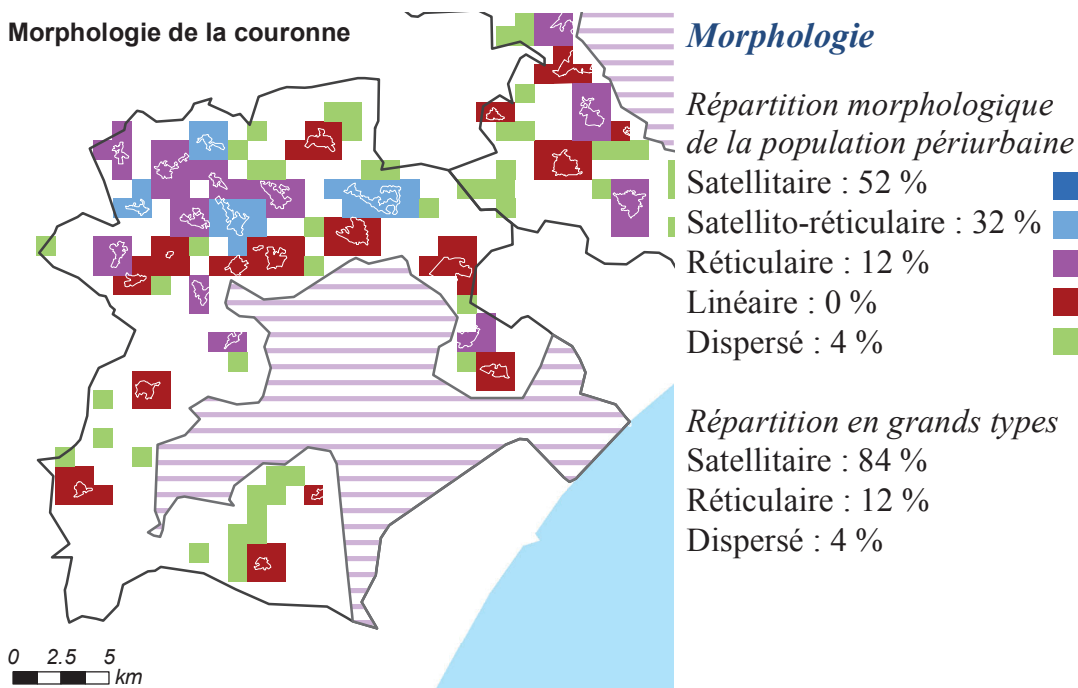 Morphologie de la couronne
0 2.5 5
km
Morphologie
Répartition morphologique
de la population périurbaine
Satellitaire : 52 %
Satellito-réticulaire : 32 %
Réticulaire : 12 %
Linéaire : 0 %
Dispersé : 4 %
Répartition en grands types
Satellitaire : 84 %
Réticulaire : 12 %
Dispersé : 4 %